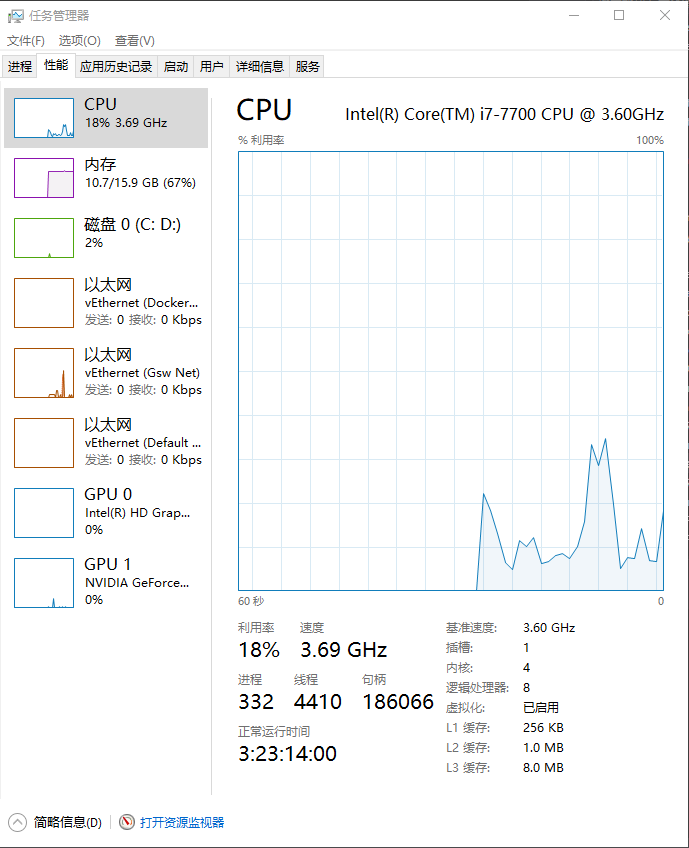 任务管理器
文件(F) 选项(O) 查看(V)
进程 性能 应用历史记录 启动 用户 详细信息 服务
CPU
18% 3.69 GHz
内存
10.7/15.9 GB (67%)
磁盘 0 (C: D:)
2%
以太网
vEthernet (Docker...
发送: 0 接收: 0 Kbps
以太网
vEthernet (Gsw Net)
发送: 0 接收: 0 Kbps
以太网
vEthernet (Default ...
发送: 0 接收: 0 Kbps
GPU 0
Intel(R) HD Grap...
0%
GPU 1
NVIDIA GeForce...
0%
CPU Intel(R) Core(TM) i7-7700 CPU @ 3.60GHz
% 利用率 100%
60 秒 0
利用率 速度
18% 3.69 GHz
进程 线程 句柄
332 4410 186066
正常运行时间
3:23:14:00
基准速度: 3.60 GHz
插槽: 1
内核: 4
逻辑处理器: 8
虚拟化: 已启用
L1 缓存: 256 KB
L2 缓存: 1.0 MB
L3 缓存: 8.0 MB
简略信息(D) 打开资源监视器